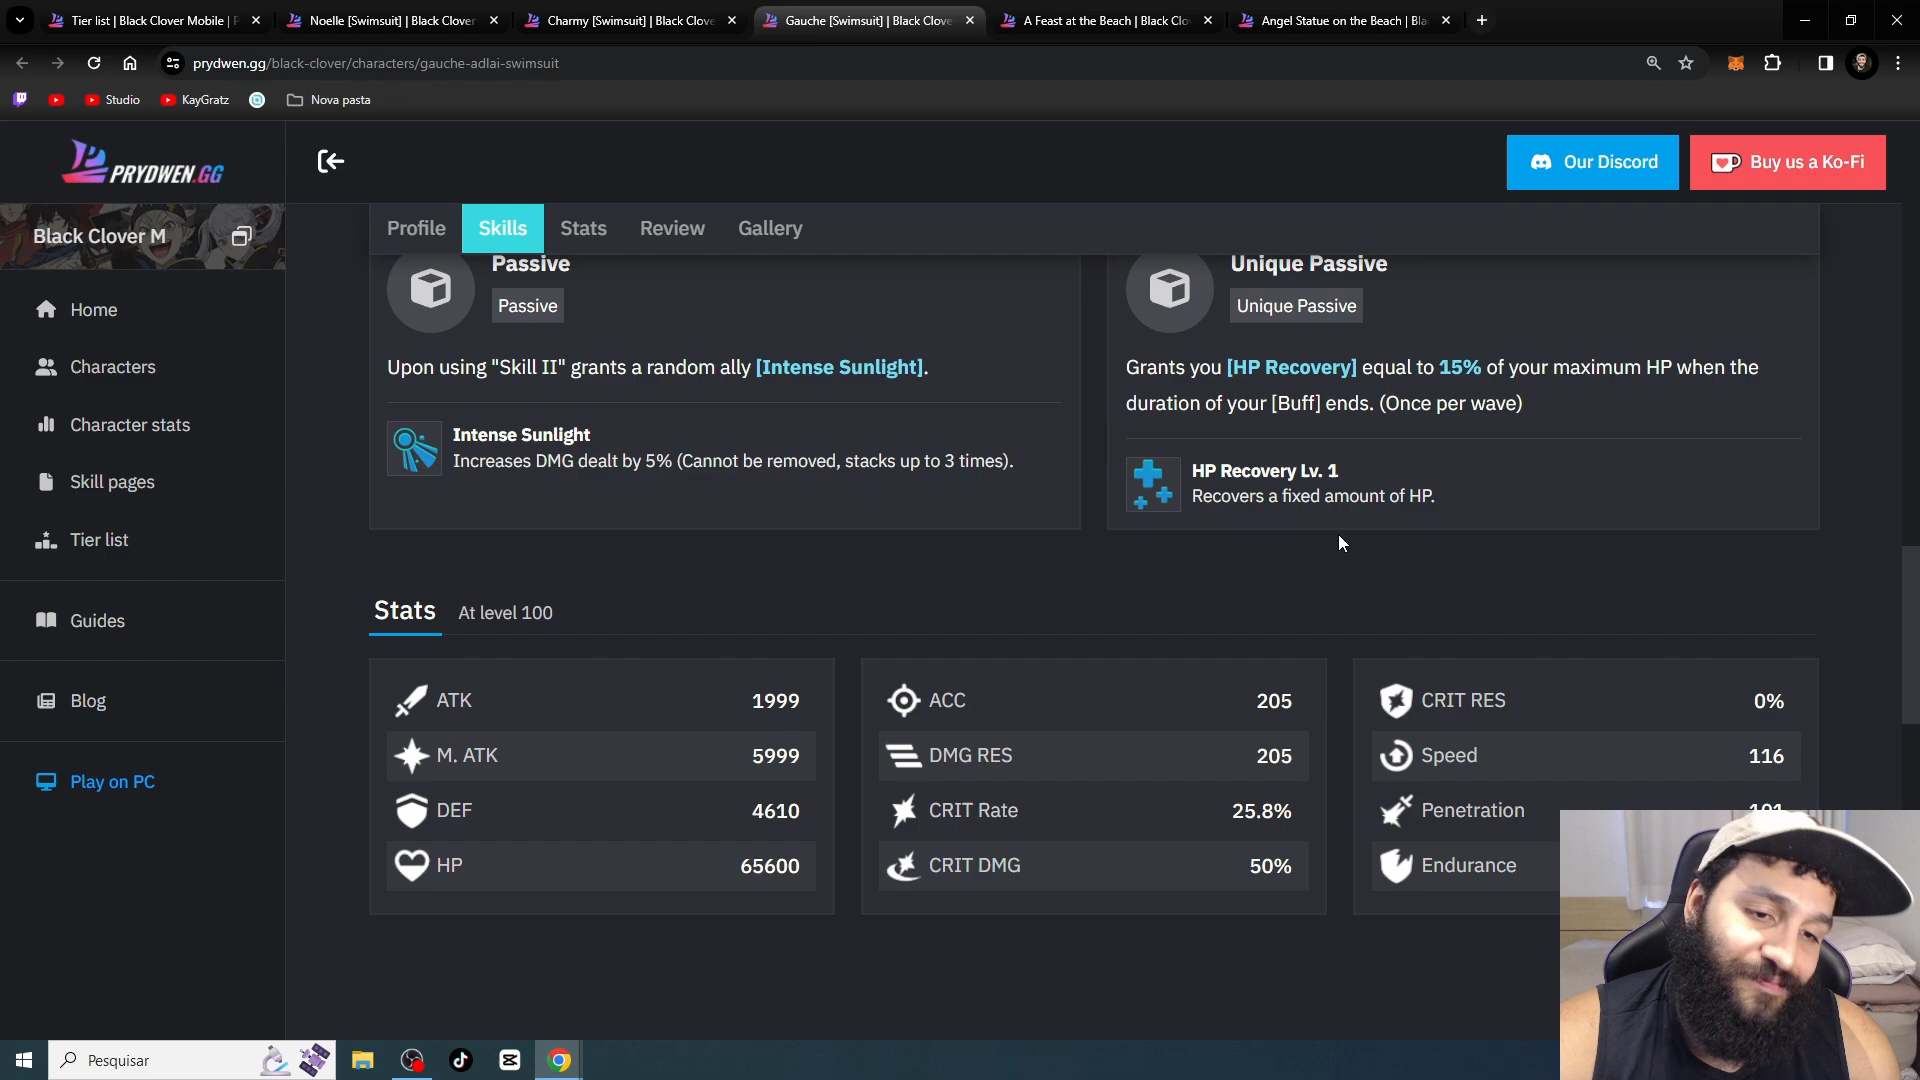 Tier list | Black Clover Mobile | P
Noelle [Swimsuit] | Black Clover
Charmy [Swimsuit] | Black Clove
Gauche [Swimsuit] | Black Clove
A Feast at the Beach | Black Clo
Angel Statue on the Beach | Bla
prydwen.gg/black-clover/characters/gauche-adlai-swimsuit
Studio
KayGratz
Nova pasta
PRYDWEN.GG
Our Discord
Buy us a Ko-Fi
Black Clover M
Profile
Skills
Stats
Review
Gallery
Home
Characters
Character stats
Skill pages
Tier list
Guides
Blog
Play on PC
Passive
Passive
Upon using "Skill II" grants a random ally [Intense Sunlight].
Intense Sunlight
Increases DMG dealt by 5% (Cannot be removed, stacks up to 3 times).
Unique Passive
Unique Passive
Grants you [HP Recovery] equal to 15% of your maximum HP when the
duration of your [Buff] ends. (Once per wave)
HP Recovery Lv. 1
Recovers a fixed amount of HP.
Stats At level 100
ATK 1999
M. ATK 5999
DEF 4610
HP 65600
ACC 205
DMG RES 205
CRIT Rate 25.8%
CRIT DMG 50%
CRIT RES 0%
Speed 116
Penetration
Endurance
Pesquisar